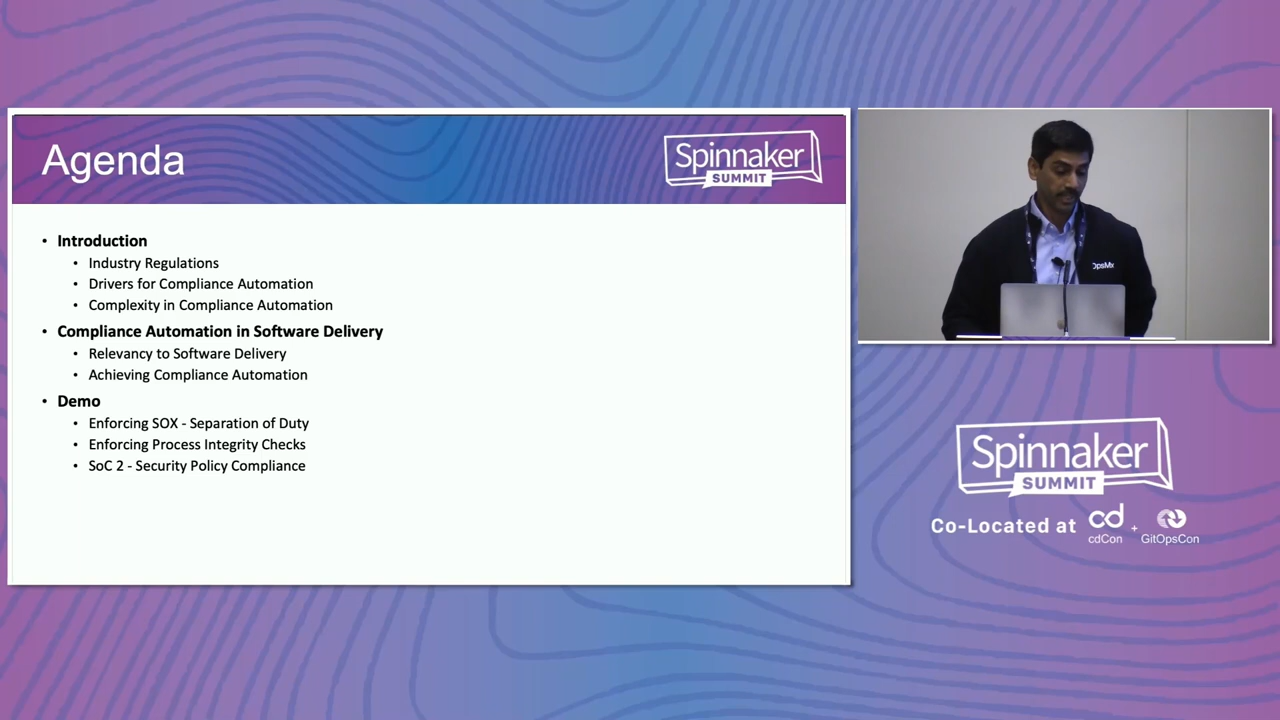 Agenda
Spinnaker
SUMMIT
• Introduction
• Industry Regulations
• Drivers for Compliance Automation
• Complexity in Compliance Automation
• Compliance Automation in Software Delivery
• Relevancy to Software Delivery
• Achieving Compliance Automation
• Demo
• Enforcing SOX - Separation of Duty
• Enforcing Process Integrity Checks
• SoC 2 - Security Policy Compliance
OpsMx
Spinnaker
SUMMIT
Co-Located at cd + 
cdCon GitOpsCon